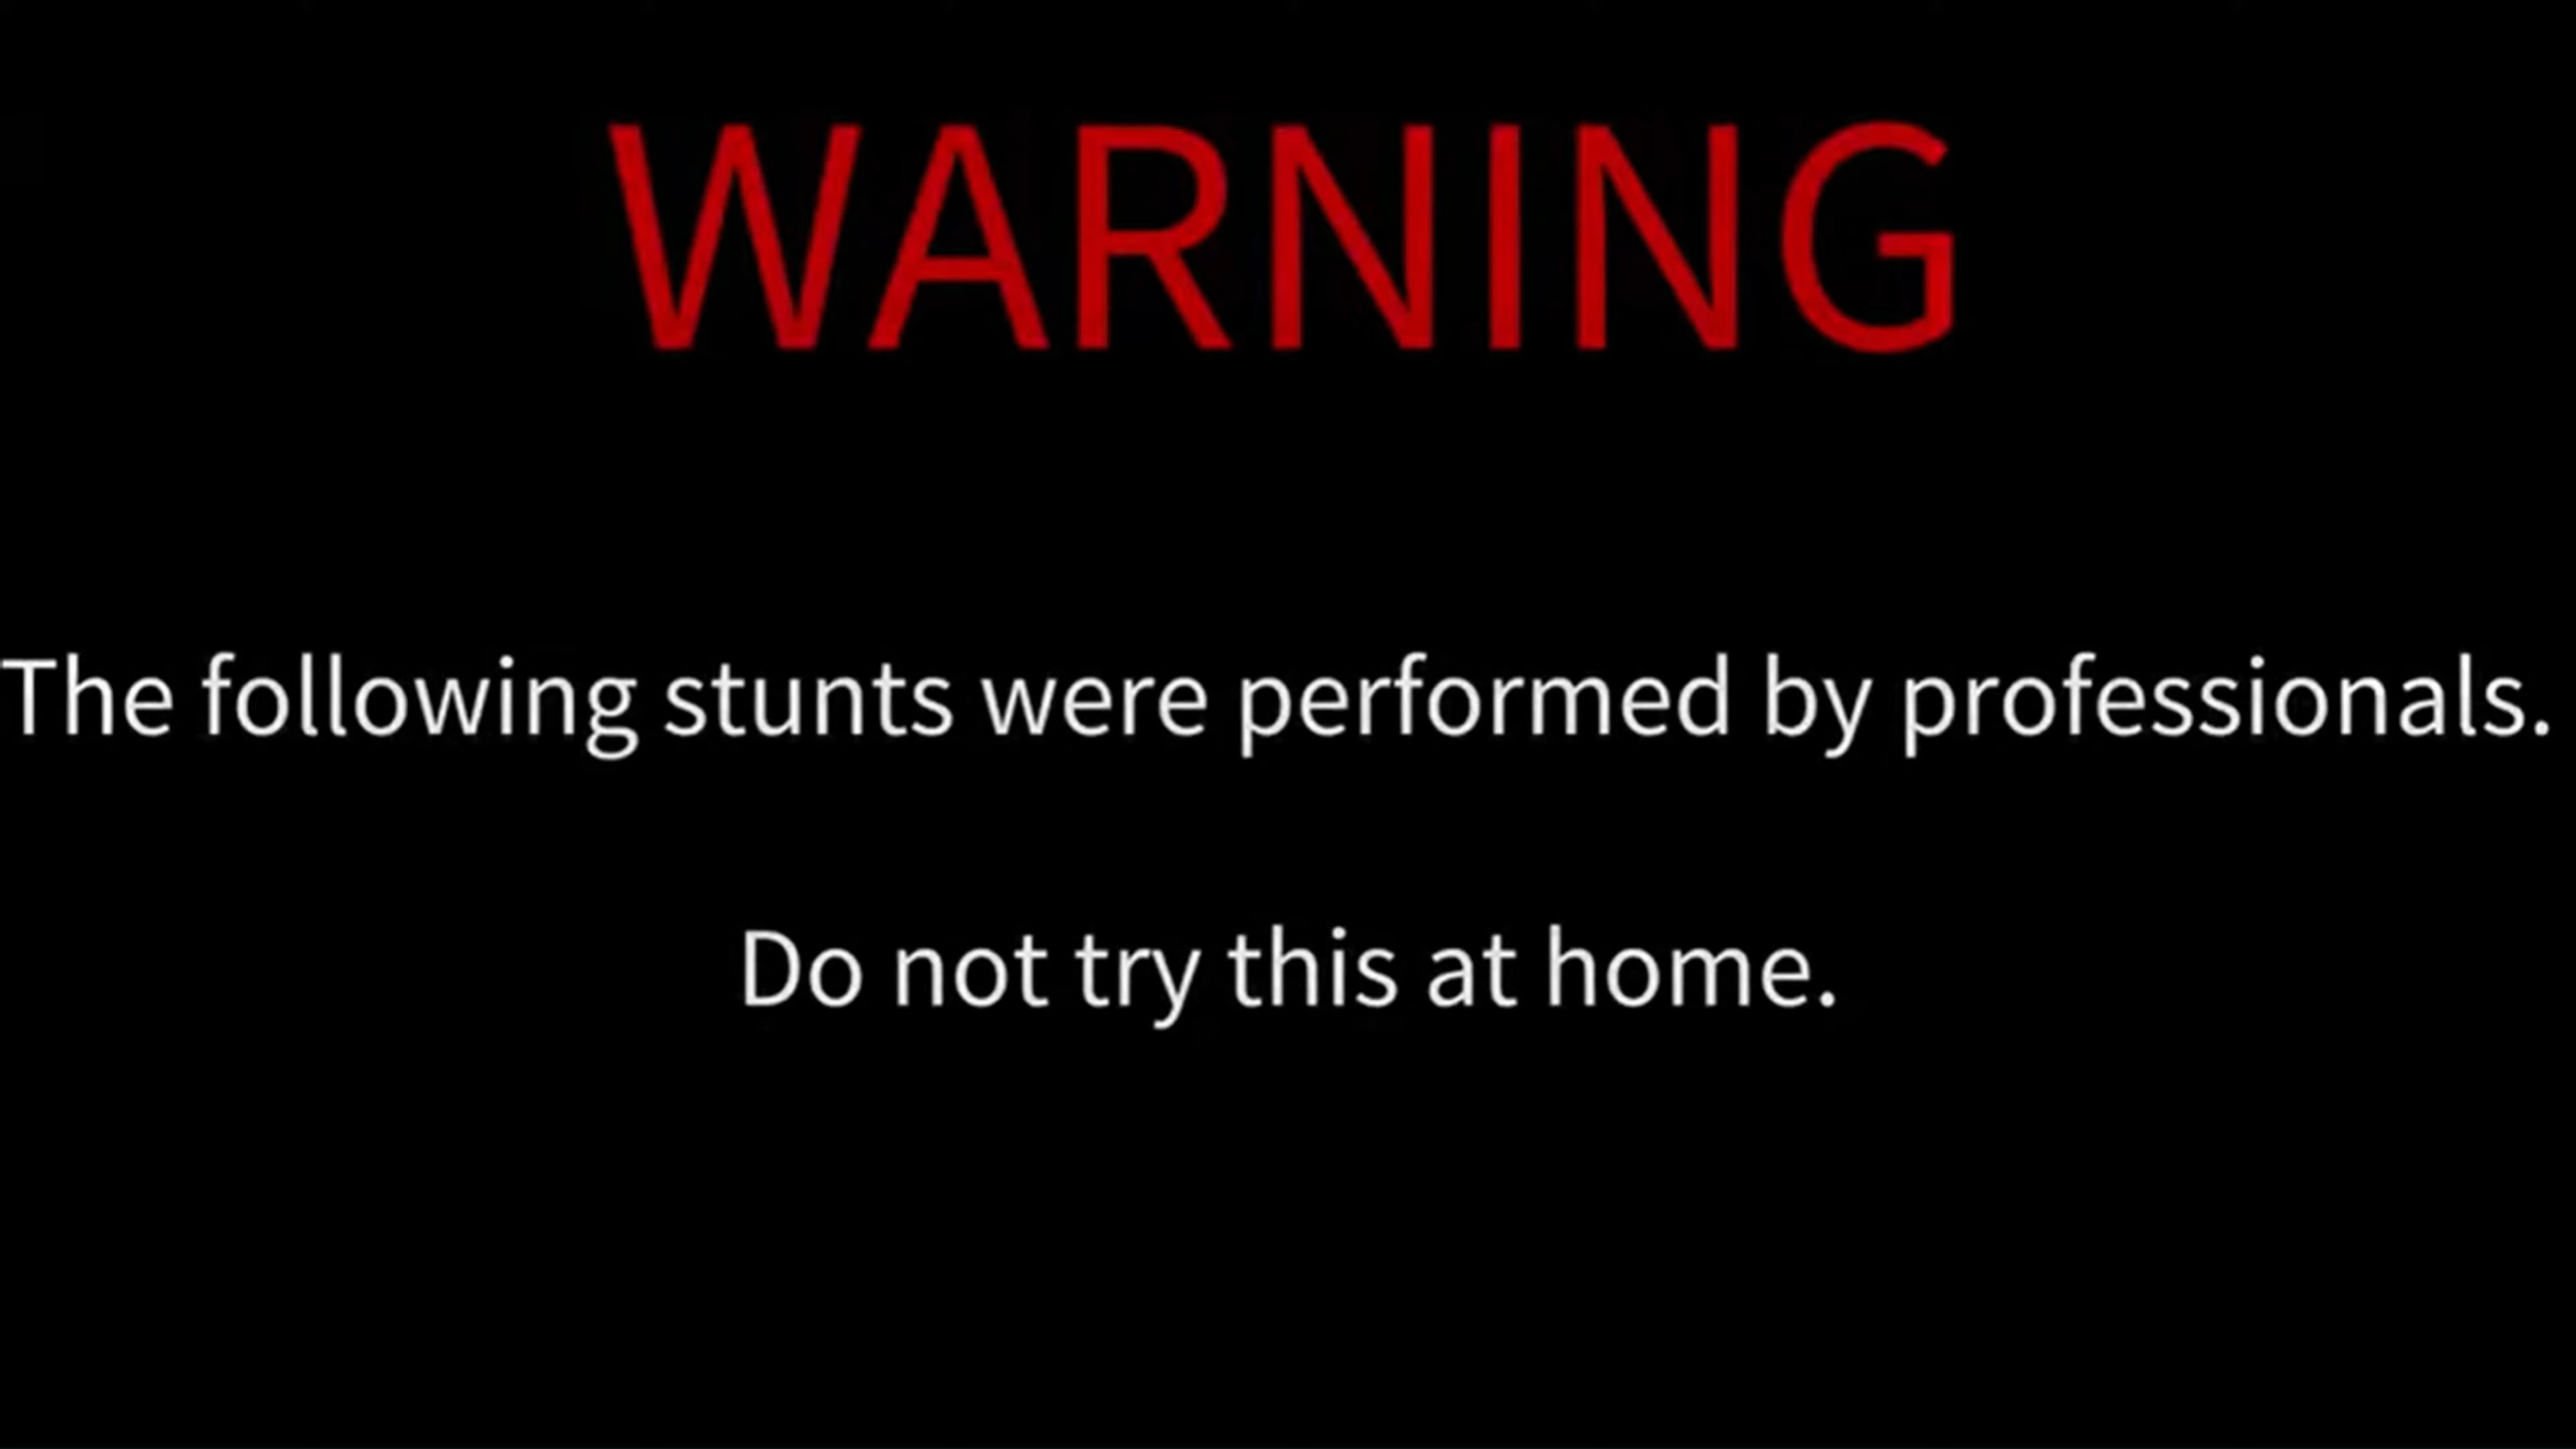 WARNING
The following stunts were performed by professionals.
Do not try this at home.